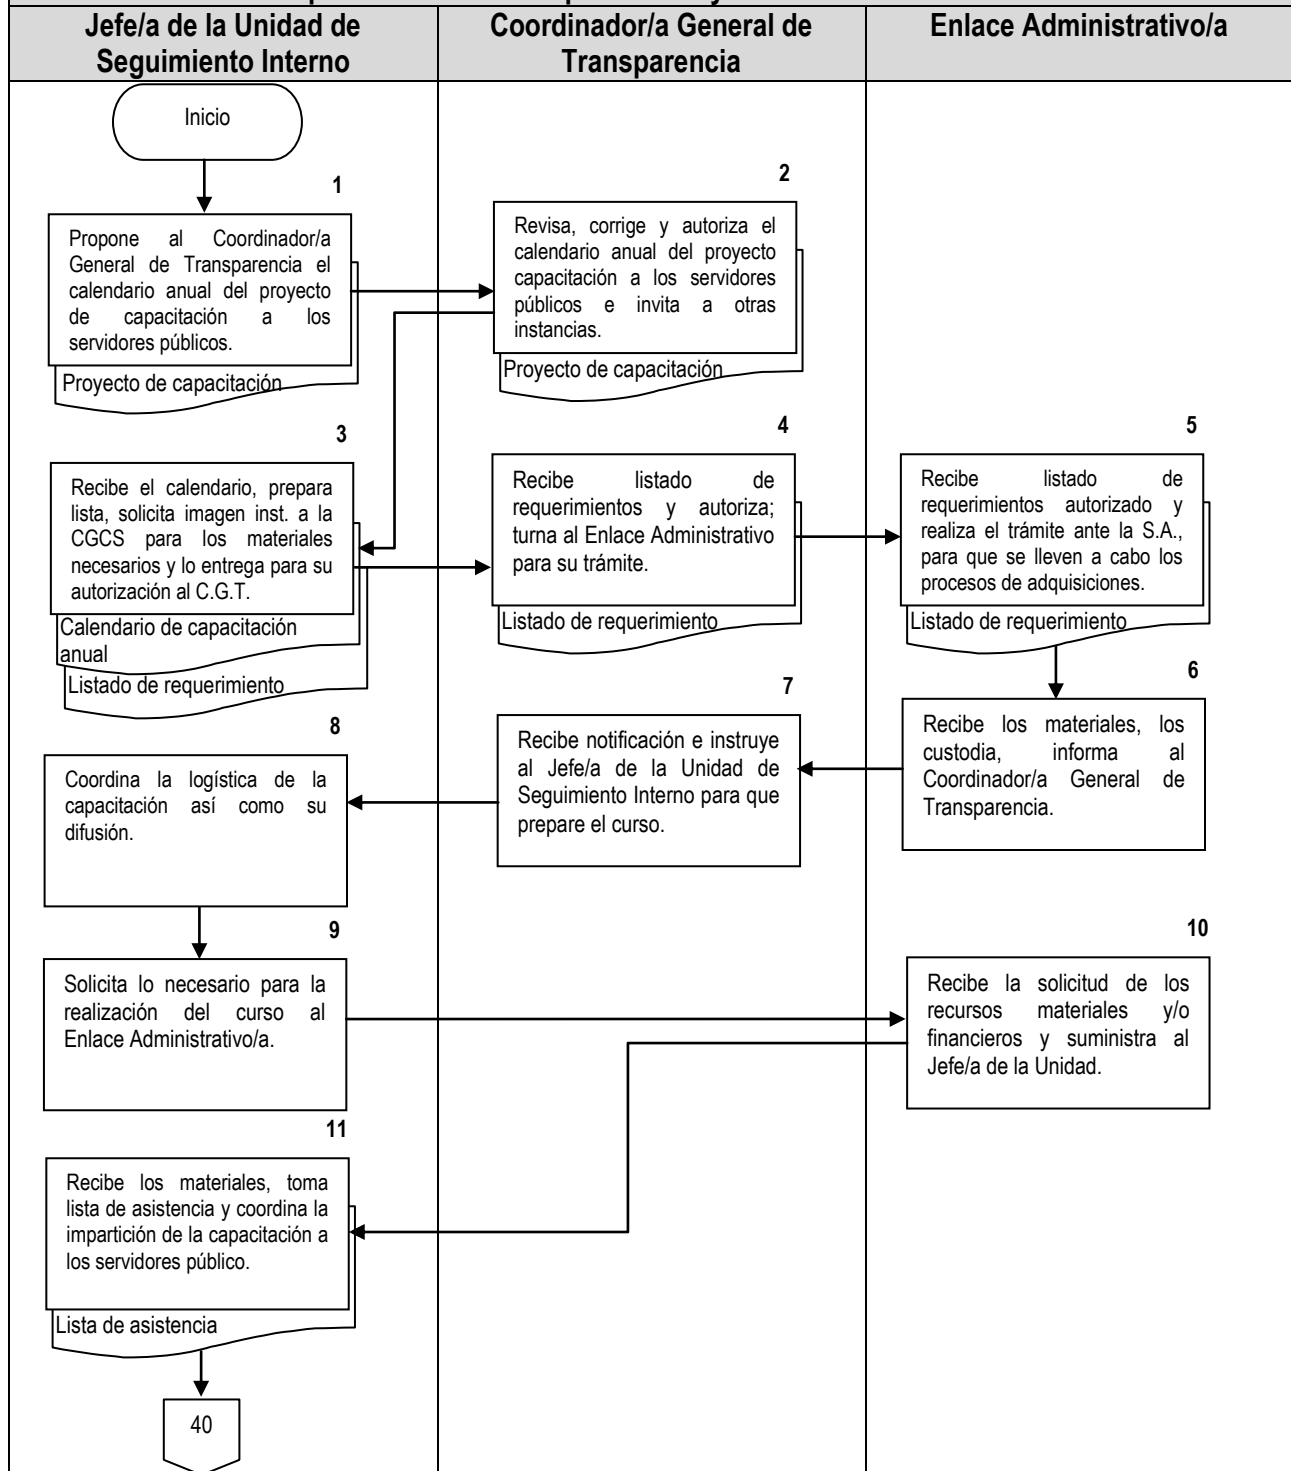 Jefe/a de la Unidad de
Seguimiento Interno
Coordinador/a General de
Transparencia
Enlace Administrativo/a
Inicio
1
Propone al Coordinador/a
General de Transparencia el
calendario anual del proyecto
de capacitación a los
servidores públicos.
Proyecto de capacitación
2
Revisa, corrige y autoriza el
calendario anual del proyecto
capacitación a los servidores
públicos e invita a otras
instancias.
Proyecto de capacitación
3
Recibe el calendario, prepara
lista, solicita imagen inst. a la
CGCS para los materiales
necesarios y lo entrega para su
autorización al C.G.T.
Calendario de capacitación
anual
Listado de requerimiento
4
Recibe listado de
requerimientos y autoriza;
turna al Enlace Administrativo
para su trámite.
Listado de requerimiento
5
Recibe listado de
requerimientos autorizado y
realiza el trámite ante la S.A.,
para que se lleven a cabo los
procesos de adquisiciones.
Listado de requerimiento
6
Recibe los materiales, los
custodia, informa al
Coordinador/a General de
Transparencia.
7
Recibe notificación e instruye
al Jefe/a de la Unidad de
Seguimiento Interno para que
prepare el curso.
8
Coordina la logística de la
capacitación así como su
difusión.
9
Solicita lo necesario para la
realización del curso al
Enlace Administrativo/a.
10
Recibe la solicitud de los
recursos materiales y/o
financieros y suministra al
Jefe/a de la Unidad.
11
Recibe los materiales, toma
lista de asistencia y coordina la
impartición de la capacitación a
los servidores público.
Lista de asistencia
40